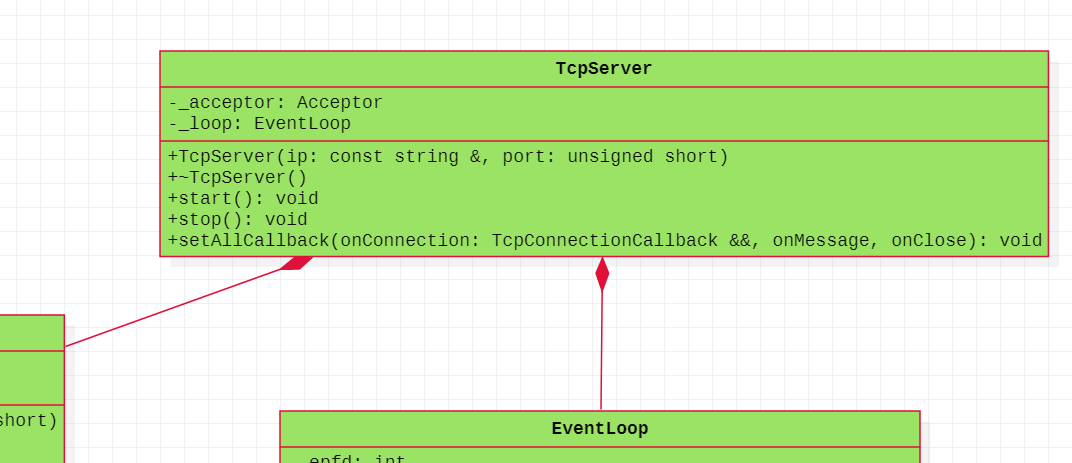 TcpServer
-_acceptor: Acceptor
-_loop: EventLoop
+TcpServer(ip: const string &, port: unsigned short)
+~TcpServer()
+start(): void
+stop(): void
+setAllCallback(onConnection: TcpConnectionCallback &&, onMessage, onClose): void
short)
EventLoop
epfd: int